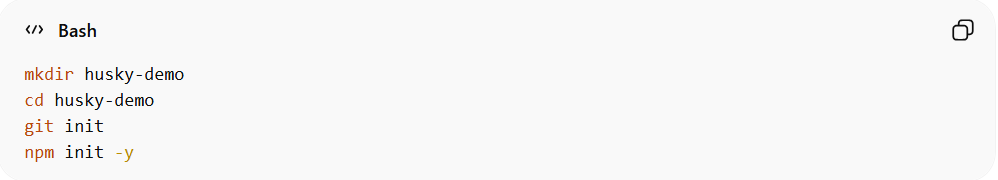 Bash
mkdir husky-demo
cd husky-demo
git init
npm init -y